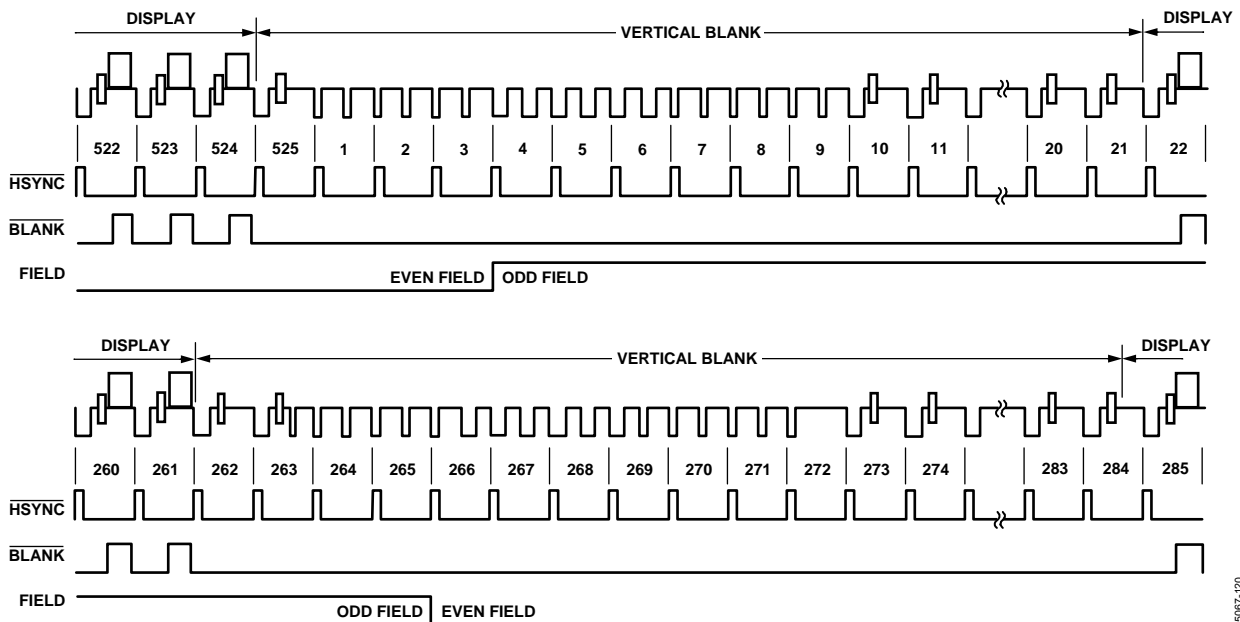 DISPLAY VERTICAL BLANK DISPLAY
522 523 524 525 1 2 3 4 5 6 7 8 9 10 11 20 21 22
HSYNC
BLANK
FIELD EVEN FIELD ODD FIELD
DISPLAY VERTICAL BLANK DISPLAY
260 261 262 263 264 265 266 267 268 269 270 271 272 273 274 283 284 285
HSYNC
BLANK
FIELD ODD FIELD EVEN FIELD